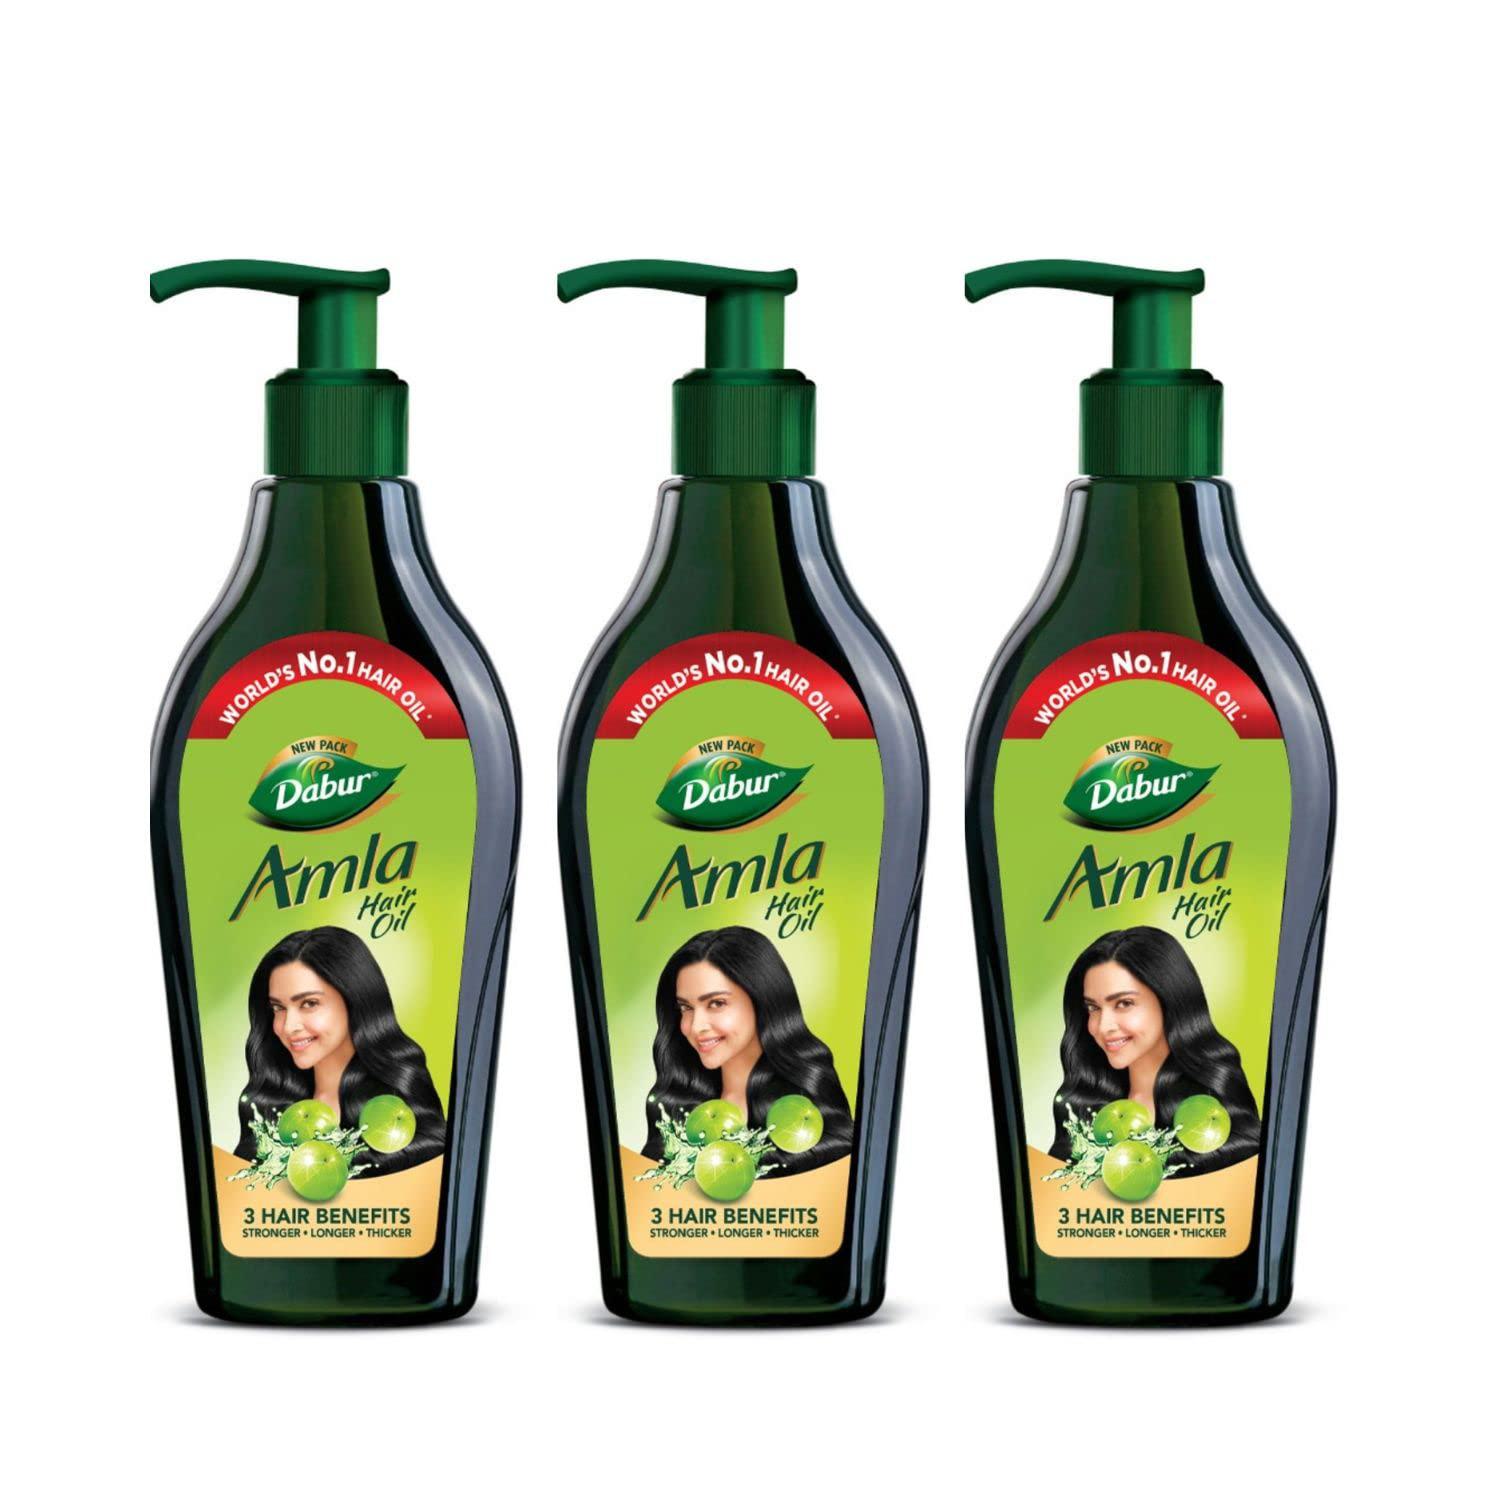 WORLD'S No.1 HAIR OIL*
NEW PACK
Dabur®
Amla
Hair
Oil
3 HAIR BENEFITS
STRONGER • LONGER • THICKER
WORLD'S No.1 HAIR OIL*
NEW PACK
Dabur®
Amla
Hair
Oil
3 HAIR BENEFITS
STRONGER • LONGER • THICKER
WORLD'S No.1 HAIR OIL*
NEW PACK
Dabur®
Amla
Hair
Oil
3 HAIR BENEFITS
STRONGER • LONGER • THICKER